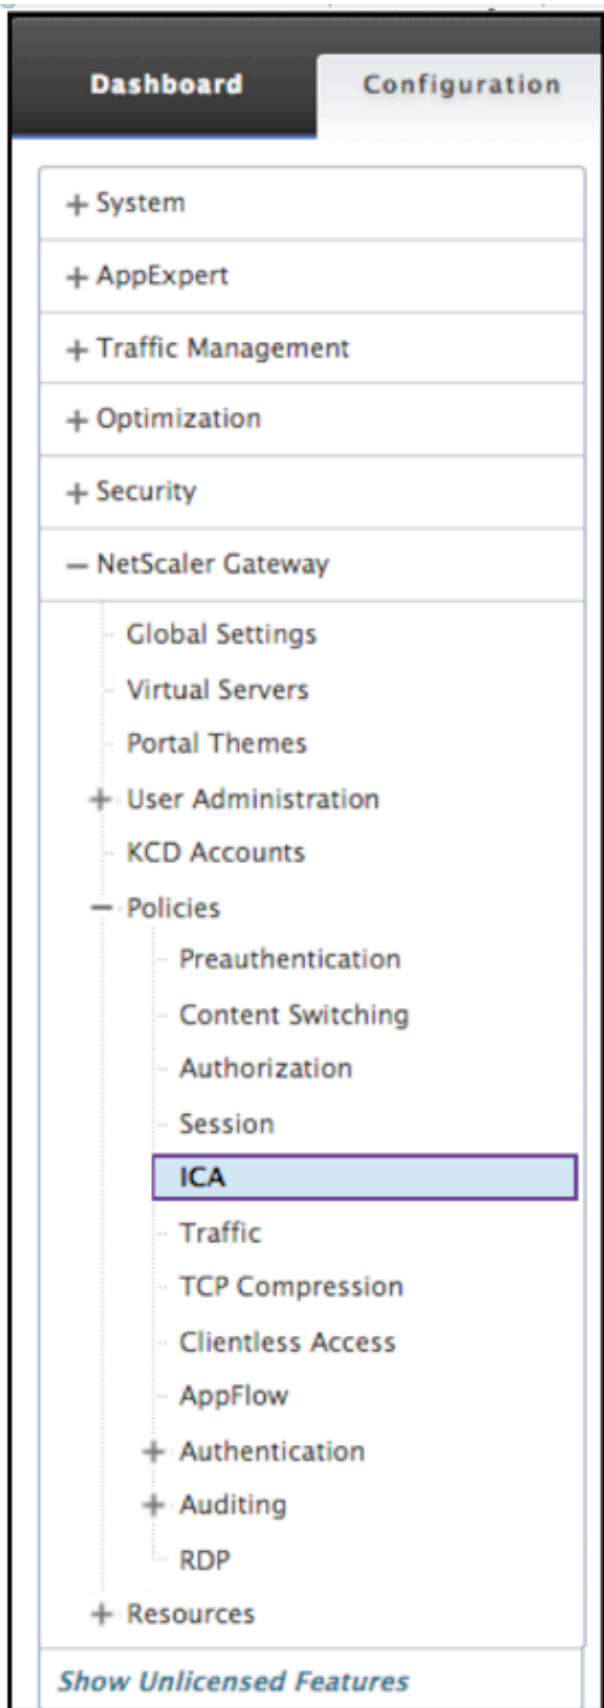 Dashboard Configuration
System
AppExpert
Traffic Management
Optimization
Security
NetScaler Gateway
Global Settings
Virtual Servers
Portal Themes
User Administration
KCD Accounts
Policies
Preauthentication
Content Switching
Authorization
Session
ICA
Traffic
TCP Compression
Clientless Access
AppFlow
Authentication
Auditing
RDP
Resources
Show Unlicensed Features